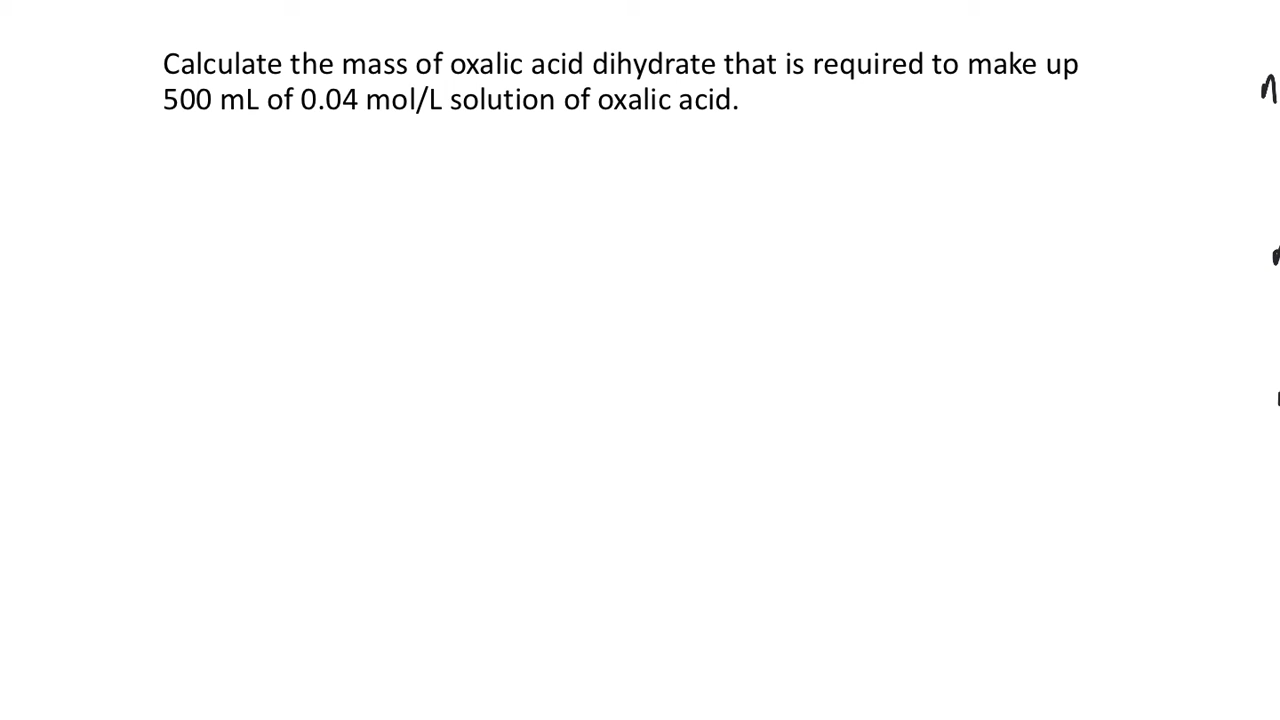 Calculate the mass of oxalic acid dihydrate that is required to make up
500 mL of 0.04 mol/L solution of oxalic acid.
n